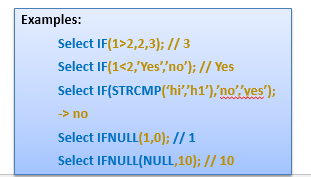 Examples:
Select IF(1>2,2,3); // 3
Select IF(1<2,’Yes’,’no’); // Yes
Select IF(STRCMP(‘hi’,’h1’),’no’,’yes’);
-> no
Select IFNULL(1,0); // 1
Select IFNULL(NULL,10); // 10